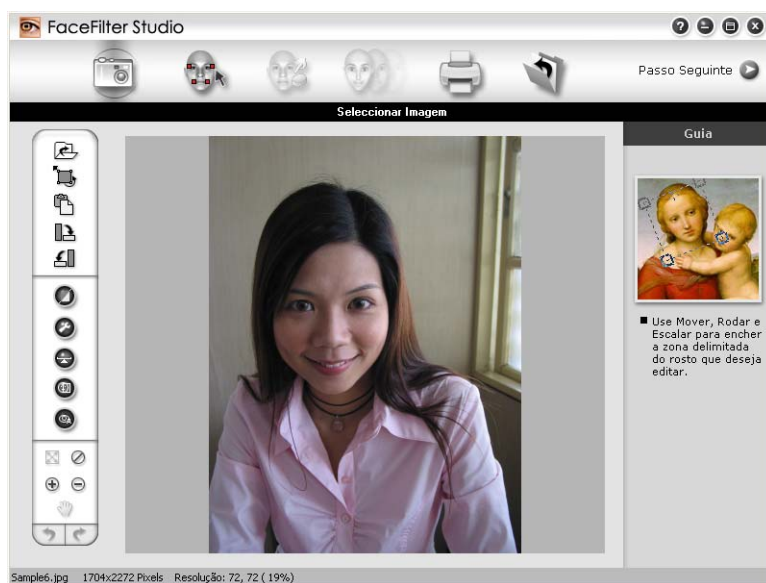 FaceFilter Studio
Passo Seguinte
Seleccionar Imagem
Guia
Use Mover, Rodar e
Escalar para encher
a zona delimitada
do rosto que deseja
editar.
Sample6.jpg 1704x2272 Pixels Resolução: 72, 72 ( 19%)